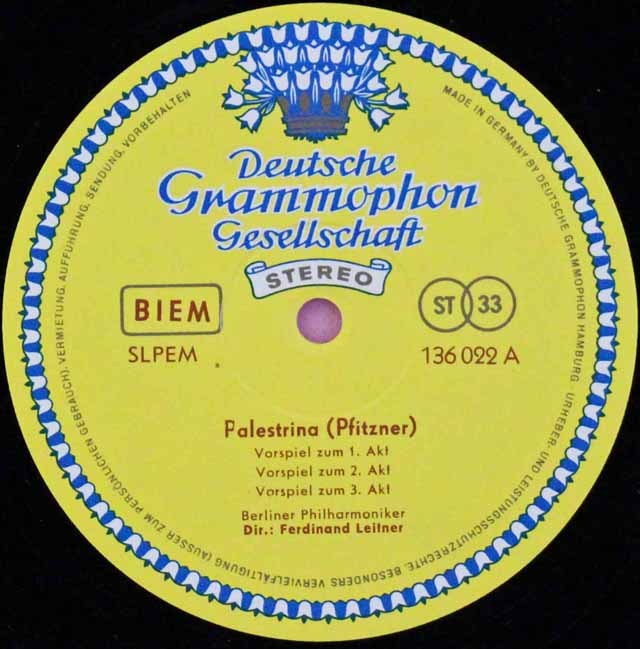 Deutsche
Grammophon
Gesellschaft
STEREO
BIEM
SLPEM
ST 33
136 022 A
Palestrina (Pfitzner)
Vorspiel zum 1. Akt
Vorspiel zum 2. Akt
Vorspiel zum 3. Akt
Berliner Philharmoniker
Dir.: Ferdinand Leitner
MADE IN GERMANY BY DEUTSCHE GRAMMOPHON HAMBURG · URHEBER- UND LEISTUNGSSCHUTZRECHTE, BESONDERS VERVIELFÄLTIGUNG (AUSSER ZUM PERSÖNLICHEN GEBRAUCH), VERMIETUNG, AUFFÜHRUNG, SENDUNG, VORBEHALTEN